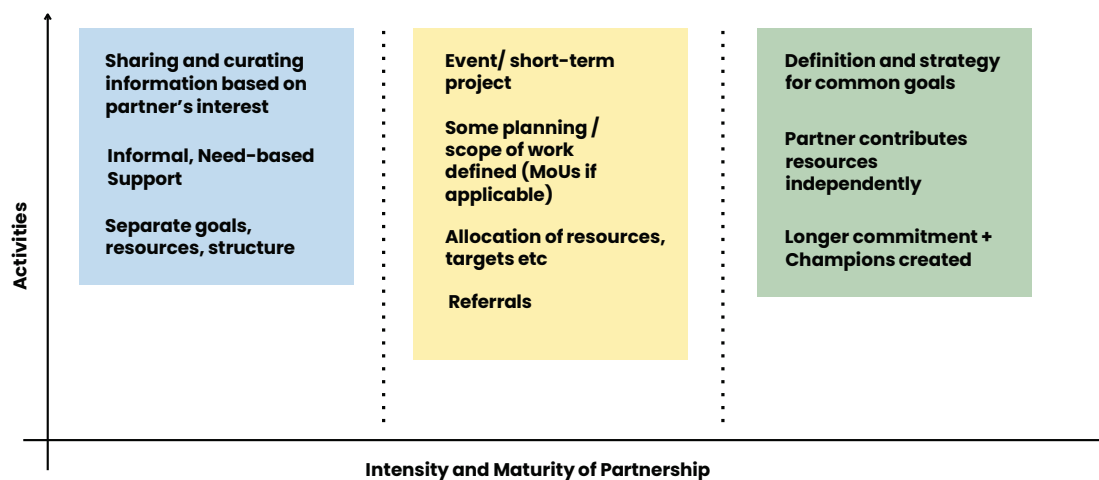 Sharing and curating
information based on
partner's interest
Informal, Need-based
Support
Separate goals,
resources, structure
Event/ short-term
project
Some planning /
scope of work
defined (MoUs if
applicable)
Allocation of resources,
targets etc
Referrals
Definition and strategy
for common goals
Partner contributes
resources
independently
Longer commitment +
Champions created
Activities
Intensity and Maturity of Partnership